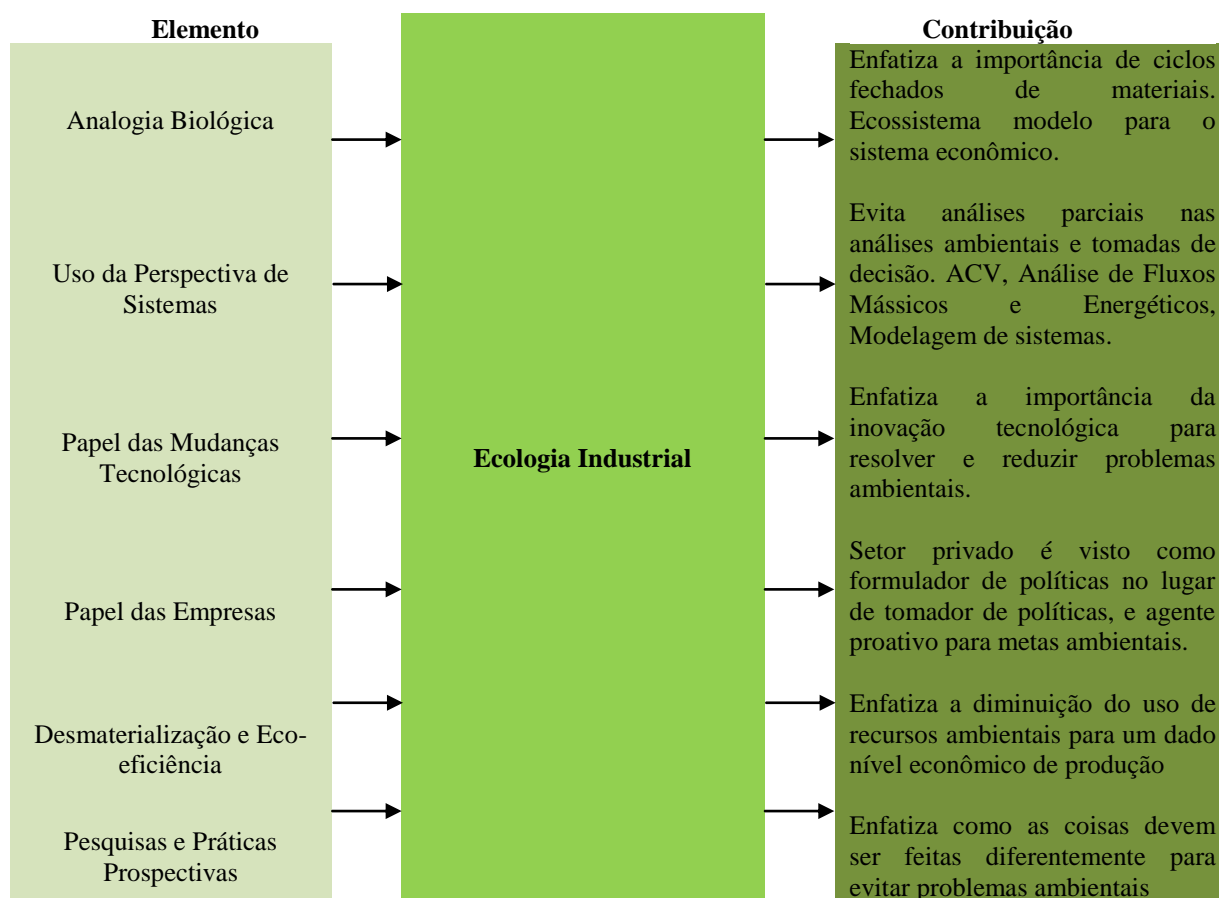 Elemento
Analogia Biológica
Uso da Perspectiva de
Sistemas
Papel das Mudanças
Tecnológicas
Papel das Empresas
Desmaterialização e Eco-
eficiência
Pesquisas e Práticas
Prospectivas
Ecologia Industrial
Contribuição
Enfatiza a importância de ciclos
fechados de materiais.
Ecossistema modelo para o
sistema econômico.
Evita análises parciais nas
análises ambientais e tomadas de
decisão. ACV, Análise de Fluxos
Mássicos e Energéticos,
Modelagem de sistemas.
Enfatiza a importância da
inovação tecnológica para
resolver e reduzir problemas
ambientais.
Setor privado é visto como
formulador de políticas no lugar
de tomador de políticas, e agente
proativo para metas ambientais.
Enfatiza a diminuição do uso de
recursos ambientais para um dado
nível econômico de produção
Enfatiza como as coisas devem
ser feitas diferentemente para
evitar problemas ambientais